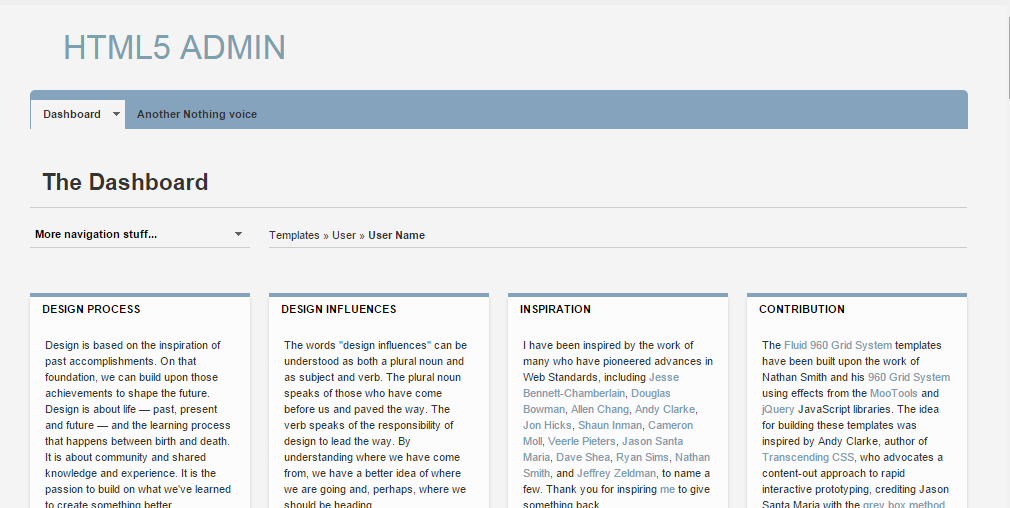 HTML5 ADMIN
Dashboard
Another Nothing voice
The Dashboard
More navigation stuff...
Templates » User » User Name
DESIGN PROCESS
Design is based on the inspiration of
past accomplishments. On that
foundation, we can build upon those
achievements to shape the future.
Design is about life — past, present
and future — and the learning process
that happens between birth and death.
It is about community and shared
knowledge and experience. It is the
passion to build on what we've learned
to create something better.
DESIGN INFLUENCES
The words "design influences" can be
understood as both a plural noun and
as subject and verb. The plural noun
speaks of those who have come
before us and paved the way. The
verb speaks of the responsibility of
design to lead the way. By
understanding where we have come
from, we have a better idea of where
we are going and, perhaps, where we
should be heading.
INSPIRATION
I have been inspired by the work of
many who have pioneered advances in
Web Standards, including Jesse
Bennett-Chamberlain, Douglas
Bowman, Allen Chang, Andy Clarke,
Jon Hicks, Shaun Inman, Cameron
Moll, Veerle Pieters, Jason Santa
Maria, Dave Shea, Ryan Sims, Nathan
Smith, and Jeffrey Zeldman, to name a
few. Thank you for inspiring me to give
something back.
CONTRIBUTION
The Fluid 960 Grid System templates
have been built upon the work of
Nathan Smith and his 960 Grid System
using effects from the MooTools and
jQuery JavaScript libraries. The idea
for building these templates was
inspired by Andy Clarke, author of
Transcending CSS, who advocates a
content-out approach to rapid
interactive prototyping, crediting Jason
Santa Maria with the grey box method.